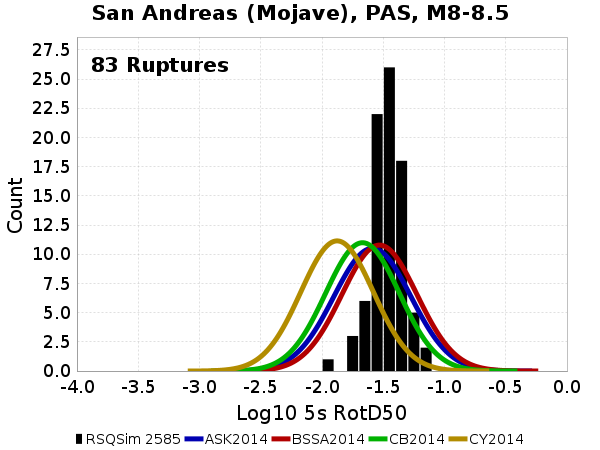 San Andreas (Mojave), PAS, M8-8.5
83 Ruptures
27.5
25.0
22.5
20.0
17.5
15.0
12.5
10.0
7.5
5.0
2.5
0.0
Count
-4.0 -3.5 -3.0 -2.5 -2.0 -1.5 -1.0 -0.5 0.0
Log10 5s RotD50
RSQSim 2585 ASK2014 BSSA2014 CB2014 CY2014